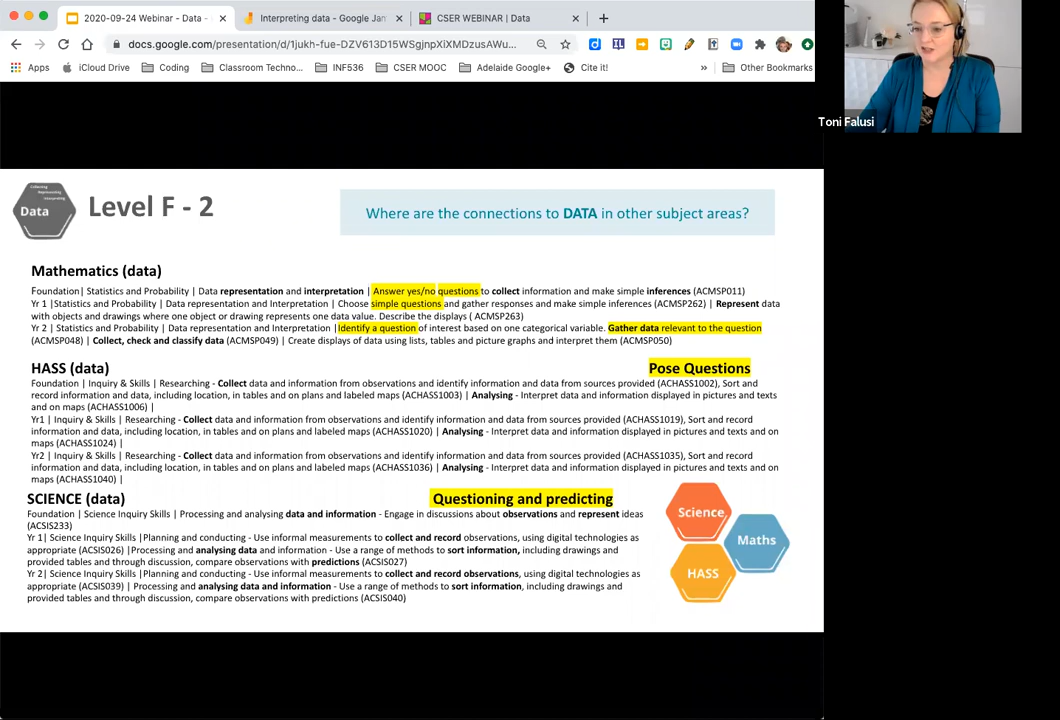 2020-09-24 Webinar - Data -
Interpreting data - Google Jam
CSER WEBINAR | Data
docs.google.com/presentation/d/1jukh-fue-DZV613D15WSgjnpXiXMDzusAWu...
Apps
iCloud Drive
Coding
Classroom Techno...
INF536
CSER MOOC
Adelaide Google+
Cite it!
»
Other Bookmarks
Toni Falusi
Collecting
Representing
Interpreting
Data
Level F - 2
Where are the connections to DATA in other subject areas?
Mathematics (data)
Foundation| Statistics and Probability | Data representation and interpretation | Answer yes/no questions to collect information and make simple inferences (ACMSP011)
Yr 1 |Statistics and Probability | Data representation and Interpretation | Choose simple questions and gather responses and make simple inferences (ACMSP262) | Represent data
with objects and drawings where one object or drawing represents one data value. Describe the displays ( ACMSP263)
Yr 2 | Statistics and Probability | Data representation and Interpretation |Identify a question of interest based on one categorical variable. Gather data relevant to the question
(ACMSP048) | Collect, check and classify data (ACMSP049) | Create displays of data using lists, tables and picture graphs and interpret them (ACMSP050)
HASS (data)
Pose Questions
Foundation | Inquiry & Skills | Researching - Collect data and information from observations and identify information and data from sources provided (ACHASS1002), Sort and
record information and data, including location, in tables and on plans and labeled maps (ACHASS1003) | Analysing - Interpret data and information displayed in pictures and texts
and on maps (ACHASS1006) |
Yr1 | Inquiry & Skills | Researching - Collect data and information from observations and identify information and data from sources provided (ACHASS1019), Sort and record
information and data, including location, in tables and on plans and labeled maps (ACHASS1020) | Analysing - Interpret data and information displayed in pictures and texts and on
maps (ACHASS1024) |
Yr2 | Inquiry & Skills | Researching - Collect data and information from observations and identify information and data from sources provided (ACHASS1035), Sort and record
information and data, including location, in tables and on plans and labeled maps (ACHASS1036) | Analysing - Interpret data and information displayed in pictures and texts and on
maps (ACHASS1040) |
SCIENCE (data)
Questioning and predicting
Foundation | Science Inquiry Skills | Processing and analysing data and information - Engage in discussions about observations and represent ideas
(ACSIS233)
Yr 1| Science Inquiry Skills |Planning and conducting - Use informal measurements to collect and record observations, using digital technologies as
appropriate (ACSIS026) |Processing and analysing data and information - Use a range of methods to sort information, including drawings and
provided tables and through discussion, compare observations with predictions (ACSIS027)
Yr 2| Science Inquiry Skills |Planning and conducting - Use informal measurements to collect and record observations, using digital technologies as
appropriate (ACSIS039) | Processing and analysing data and information - Use a range of methods to sort information, including drawings and
provided tables and through discussion, compare observations with predictions (ACSIS040)
Science
Maths
HASS